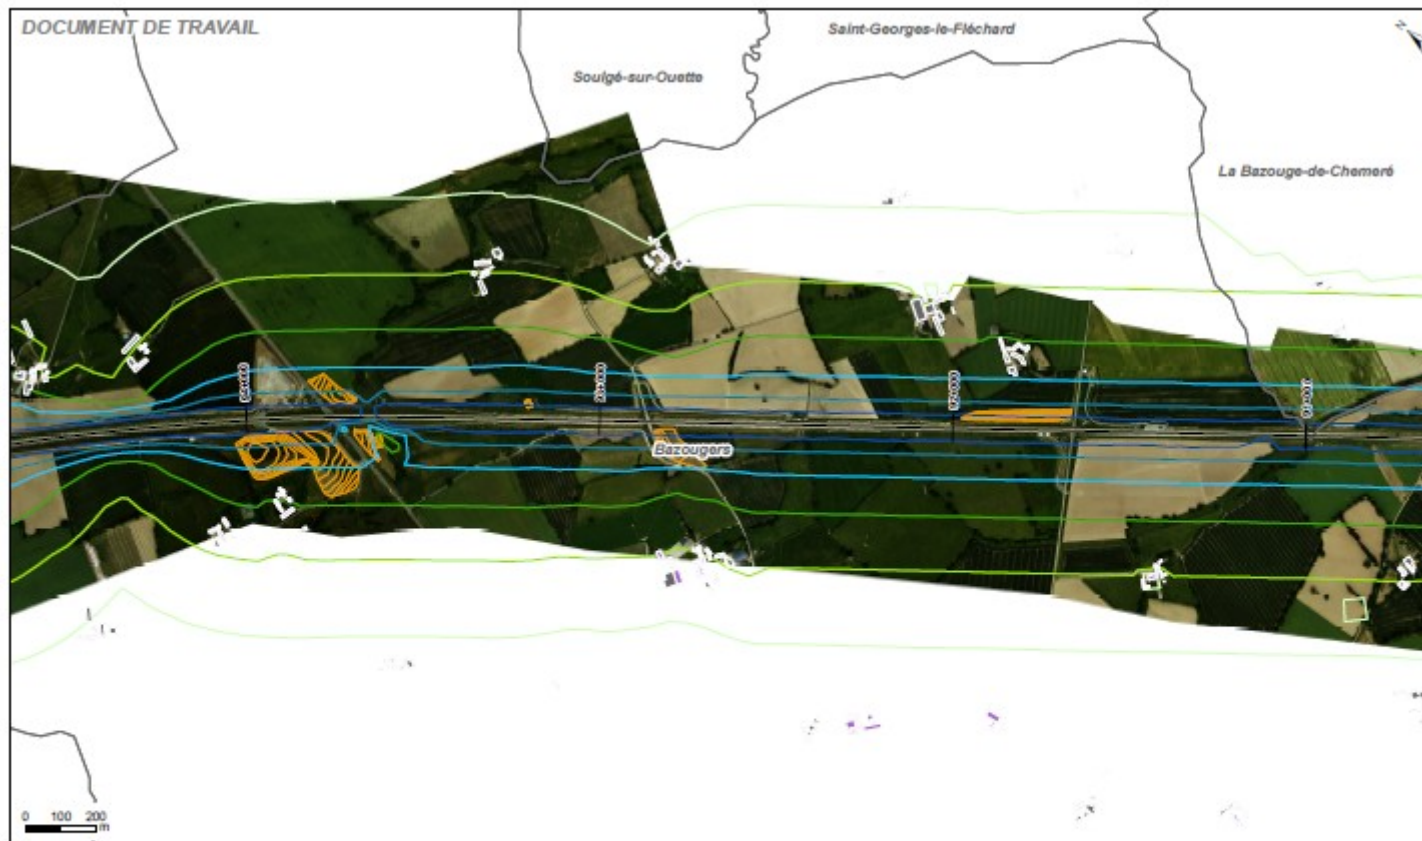 DOCUMENT DE TRAVAIL
Saint-Georges-le-Fléchard
Soulgé-sur-Ouette
N
La Bazouge-de-Chemeré
Bazougers
0 100 200
m